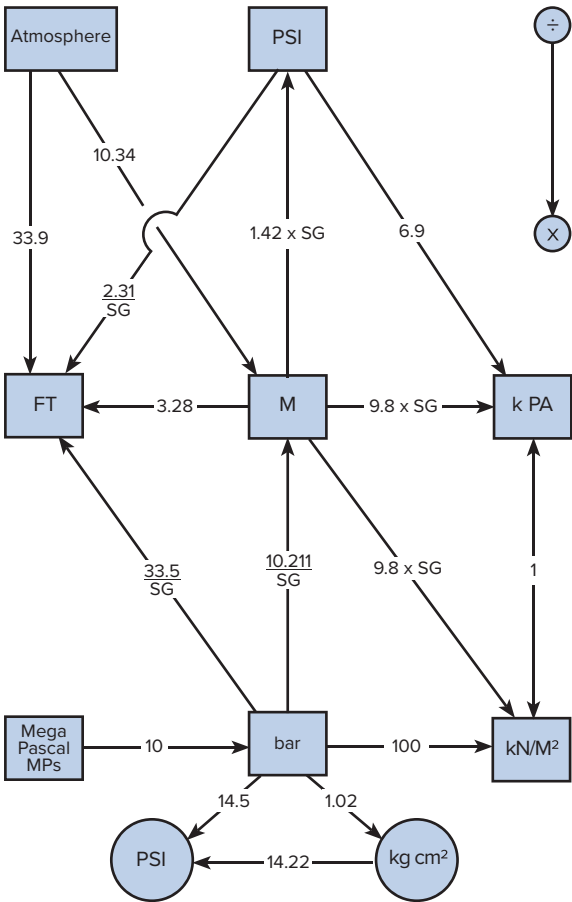 Atmosphere
PSI
÷
10.34
33.9
1.42 x SG
6.9
X
2.31
SG
FT
3.28
M
9.8 x SG
k PA
33.5
SG
10.211
SG
9.8 x SG
1
Mega
Pascal
MPs
10
bar
100
kN/M²
14.5
1.02
PSI
14.22
kg cm²